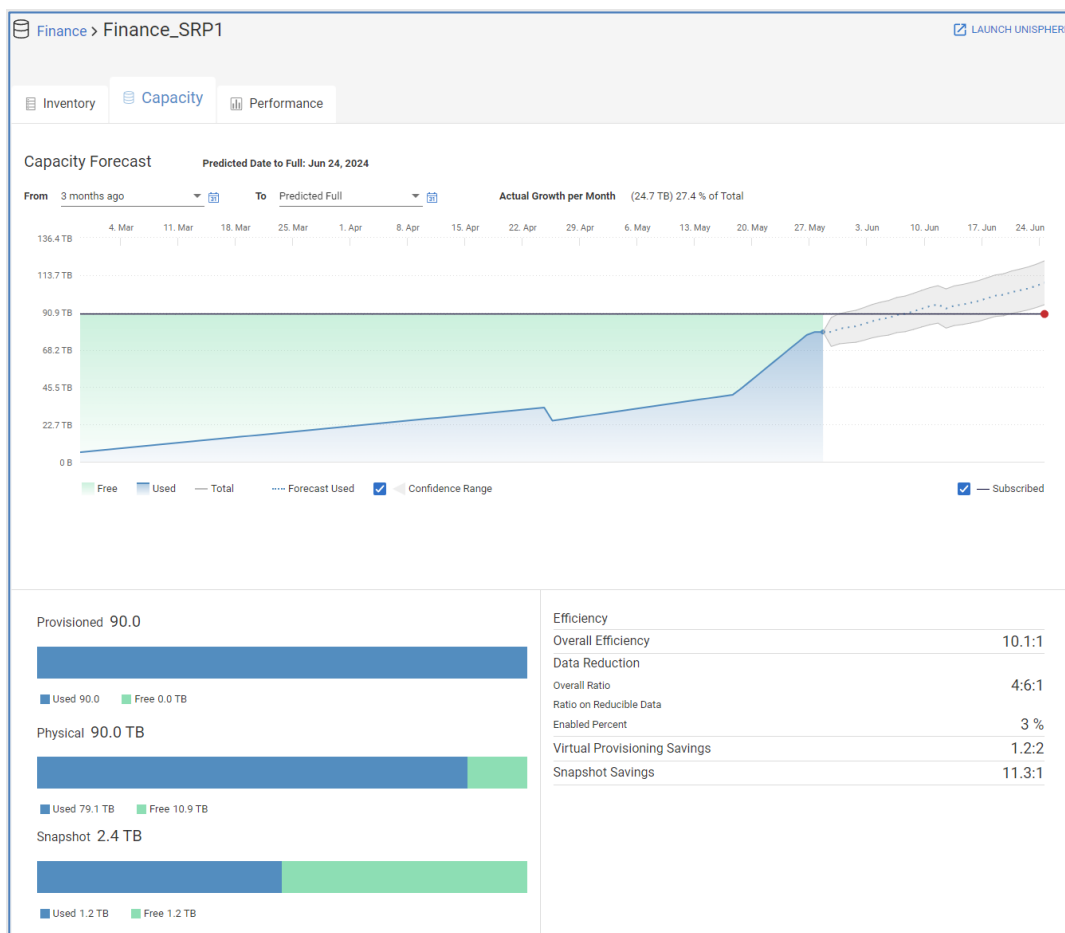 Finance > Finance_SRP1
LAUNCH UNISPHERE
Inventory
Capacity
Performance
Capacity Forecast
Predicted Date to Full: Jun 24, 2024
From 3 months ago 31 To Predicted Full 31 Actual Growth per Month (24.7 TB) 27.4 % of Total
4. Mar 11. Mar 18. Mar 25. Mar 1. Apr 8. Apr 15. Apr 22. Apr 29. Apr 6. May 13. May 20. May 27. May 3. Jun 10. Jun 17. Jun 24. Jun
136.4 TB
113.7 TB
90.9 TB
68.2 TB
45.5 TB
22.7 TB
0 B
Free Used Total Forecast Used Confidence Range Subscribed
Provisioned 90.0
Used 90.0 Free 0.0 TB
Physical 90.0 TB
Used 79.1 TB Free 10.9 TB
Snapshot 2.4 TB
Used 1.2 TB Free 1.2 TB
Efficiency
Overall Efficiency 10.1:1
Data Reduction
Overall Ratio 4:6:1
Ratio on Reducible Data
Enabled Percent 3 %
Virtual Provisioning Savings 1.2:2
Snapshot Savings 11.3:1